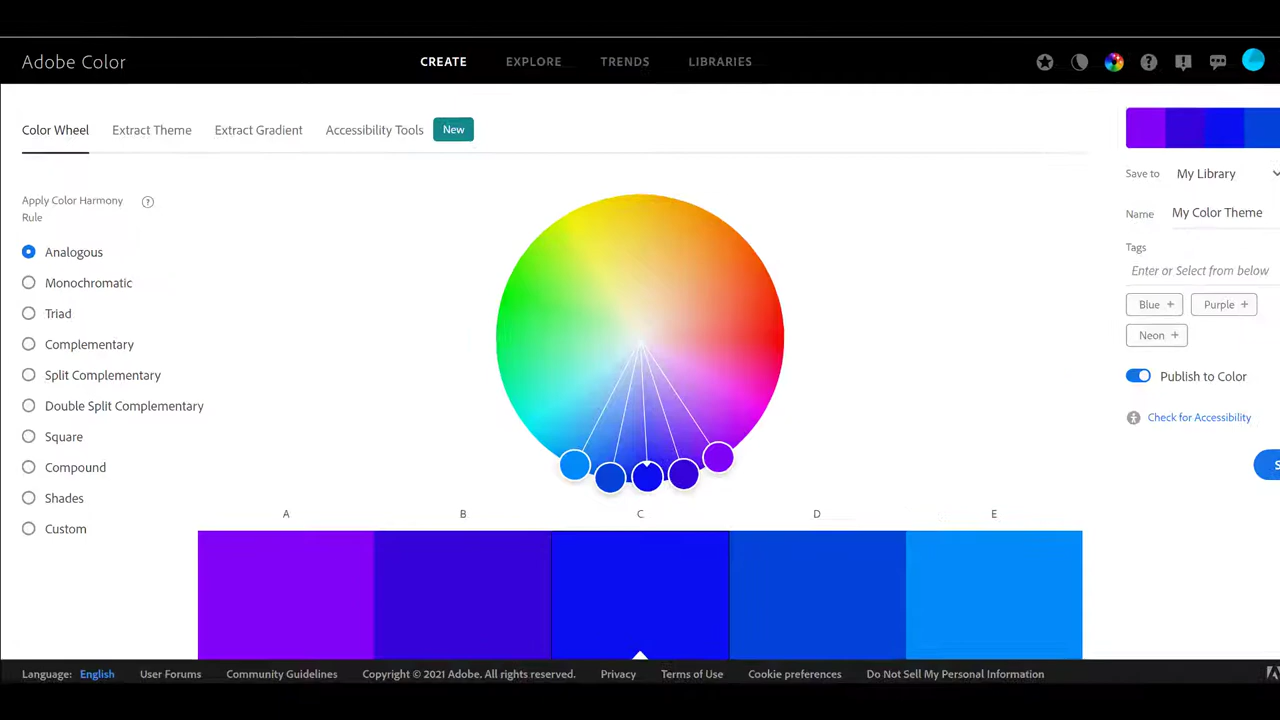 Adobe Color
CREATE
EXPLORE
TRENDS
LIBRARIES
Color Wheel
Extract Theme
Extract Gradient
Accessibility Tools
New
Apply Color Harmony
Rule
Analogous
Monochromatic
Triad
Complementary
Split Complementary
Double Split Complementary
Square
Compound
Shades
Custom
A
B
C
D
E
Save to
My Library
Name
My Color Theme
Tags
Enter or Select from below
Blue +
Purple +
Neon +
Publish to Color
Check for Accessibility
Language:
English
User Forums
Community Guidelines
Copyright © 2021 Adobe. All rights reserved.
Privacy
Terms of Use
Cookie preferences
Do Not Sell My Personal Information